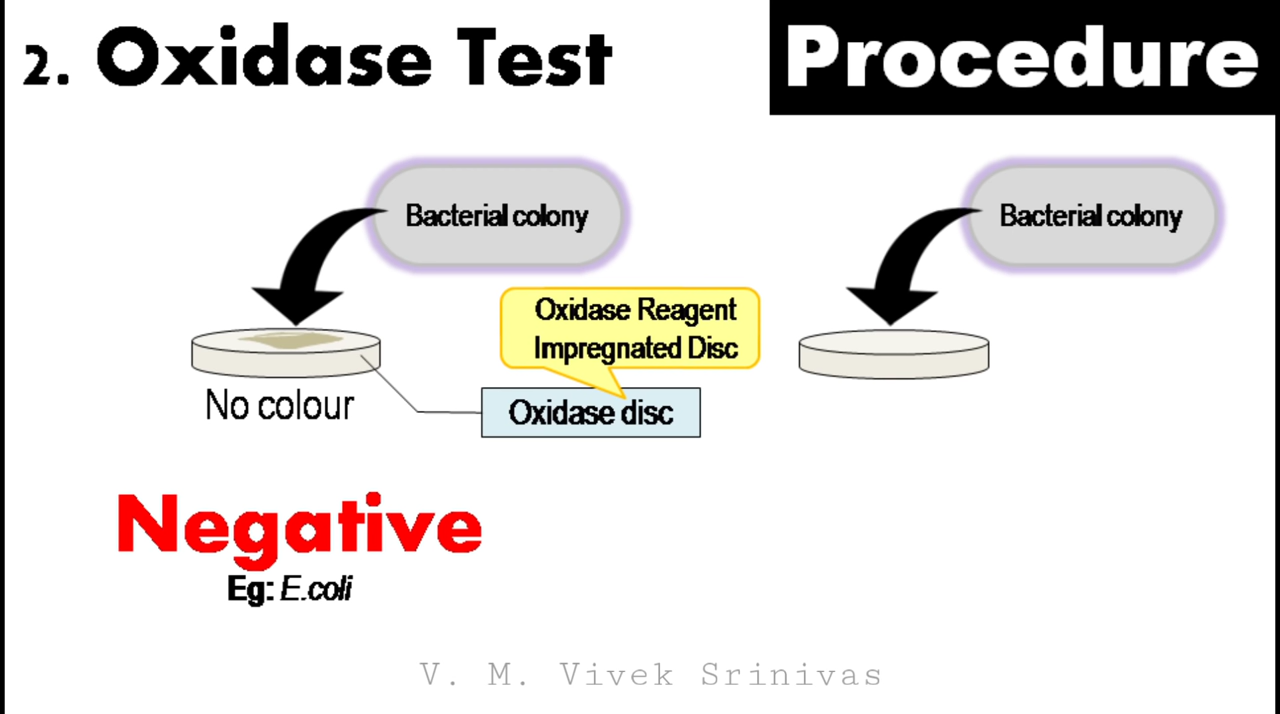 2. Oxidase Test
Procedure
Bacterial colony
Bacterial colony
Oxidase Reagent
Impregnated Disc
No colour
Oxidase disc
Negative
Eg: E.coli
V. M. Vivek Srinivas